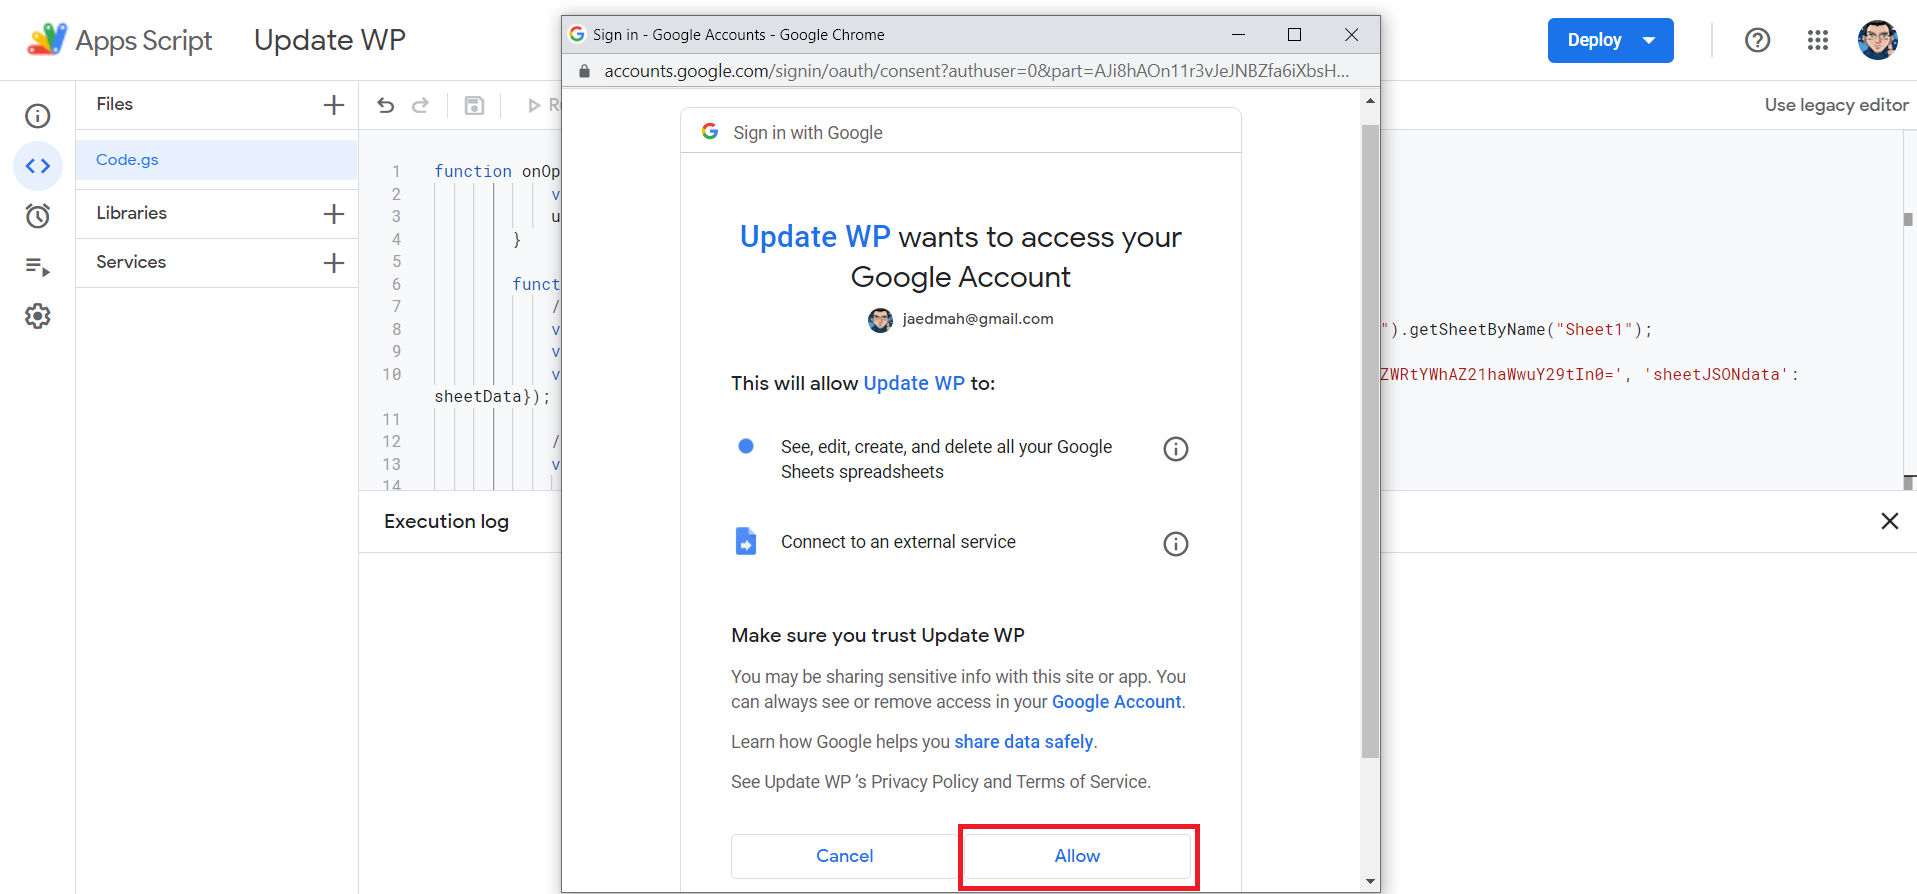 Apps Script
Update WP
Sign in - Google Accounts - Google Chrome
Deploy
accounts.google.com/signin/oauth/consent?authuser=0&part=AJi8hAOn11r3vJeJNBZfa6iXbsH...
Files
Use legacy editor
Code.gs
Libraries
Services
1 function onOp
2 v
3 u
4 }
5
6 funct
7 /
8 v
").getSheetByName("Sheet1");
9 v
10 v
ZWRtYWhAZ21haWwuY29tIn0=', 'sheetJSONdata':
sheetData});
11
12 /
13 v
14
Execution log
Sign in with Google
Update WP wants to access your
Google Account
jaedmah@gmail.com
This will allow Update WP to:
See, edit, create, and delete all your Google
Sheets spreadsheets
Connect to an external service
Make sure you trust Update WP
You may be sharing sensitive info with this site or app. You
can always see or remove access in your Google Account.
Learn how Google helps you share data safely.
See Update WP 's Privacy Policy and Terms of Service.
Cancel
Allow